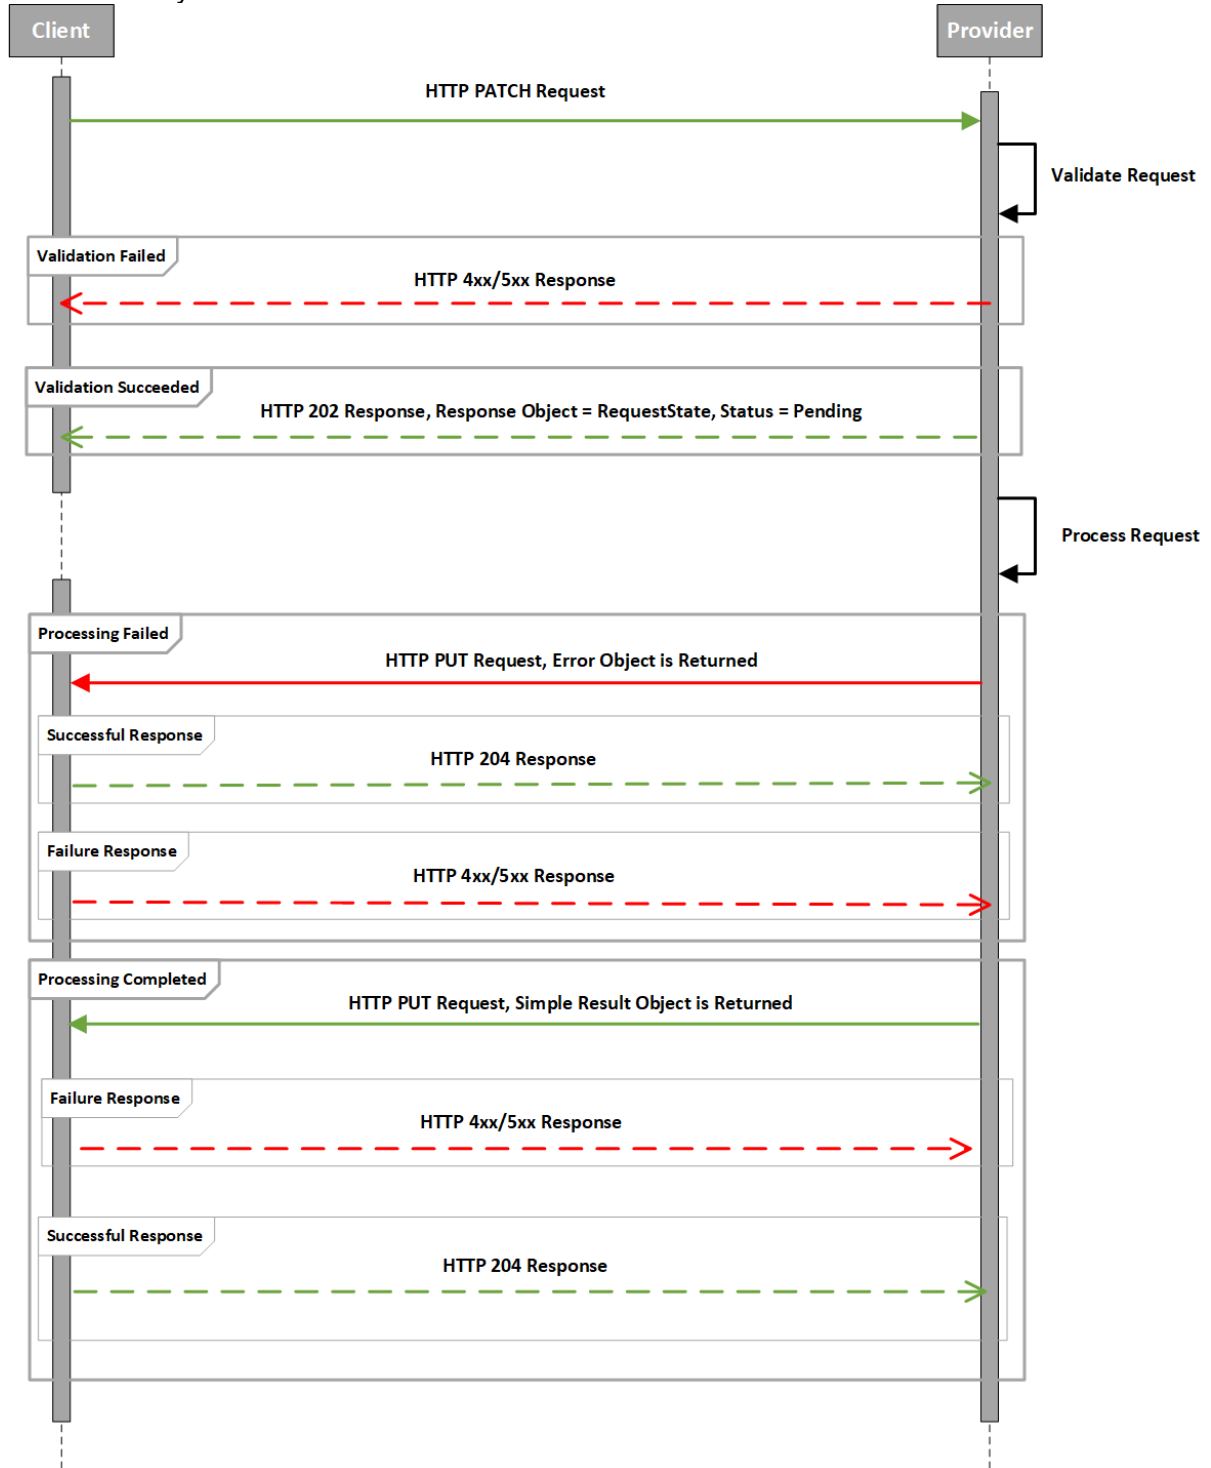 Client
Provider
HTTP PATCH Request
Validate Request
Validation Failed
HTTP 4xx/5xx Response
Validation Succeeded
HTTP 202 Response, Response Object = RequestState, Status = Pending
Process Request
Processing Failed
HTTP PUT Request, Error Object is Returned
Successful Response
HTTP 204 Response
Failure Response
HTTP 4xx/5xx Response
Processing Completed
HTTP PUT Request, Simple Result Object is Returned
Failure Response
HTTP 4xx/5xx Response
Successful Response
HTTP 204 Response